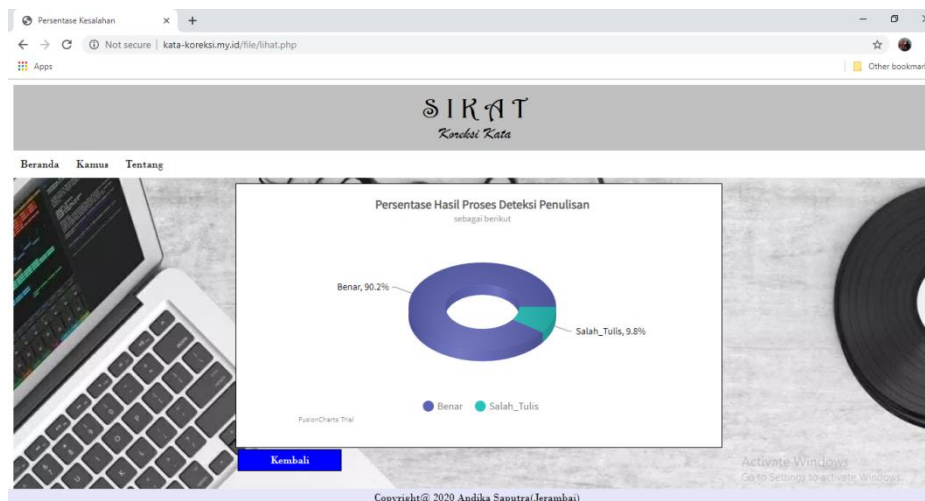 Persentase Kesalahan
Not secure | kata-koreksi.my.id/file/lihat.php
Apps
Other bookmar
SIKAT
Koreksi Kata
Beranda Kamus Tentang
Persentase Hasil Proses Deteksi Penulisan
sebagai berikut
Benar, 90.2%
Salah_Tulis, 9.8%
Benar Salah_Tulis
FusionCharts Trial
Kembali
Activate Windows
Go to Settings to activate Windows.
Copyright@ 2020 Andika Saputra(Jerambai)